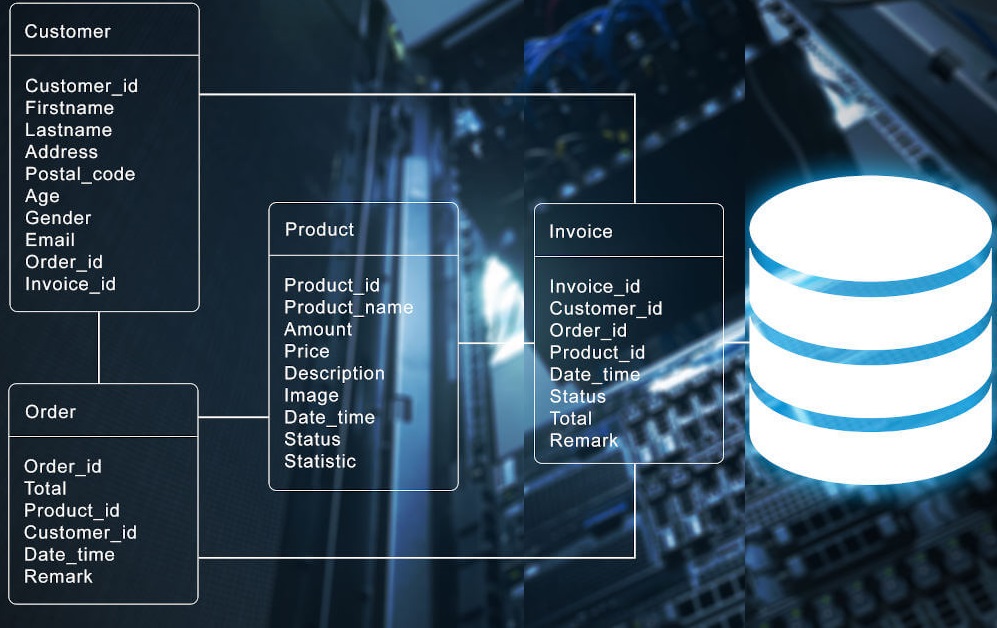 Customer
Customer_id
Firstname
Lastname
Address
Postal_code
Age
Gender
Email
Order_id
Invoice_id
Product
Product_id
Product_name
Amount
Price
Description
Image
Date_time
Status
Statistic
Invoice
Invoice_id
Customer_id
Order_id
Product_id
Date_time
Status
Total
Remark
Order
Order_id
Total
Product_id
Customer_id
Date_time
Remark